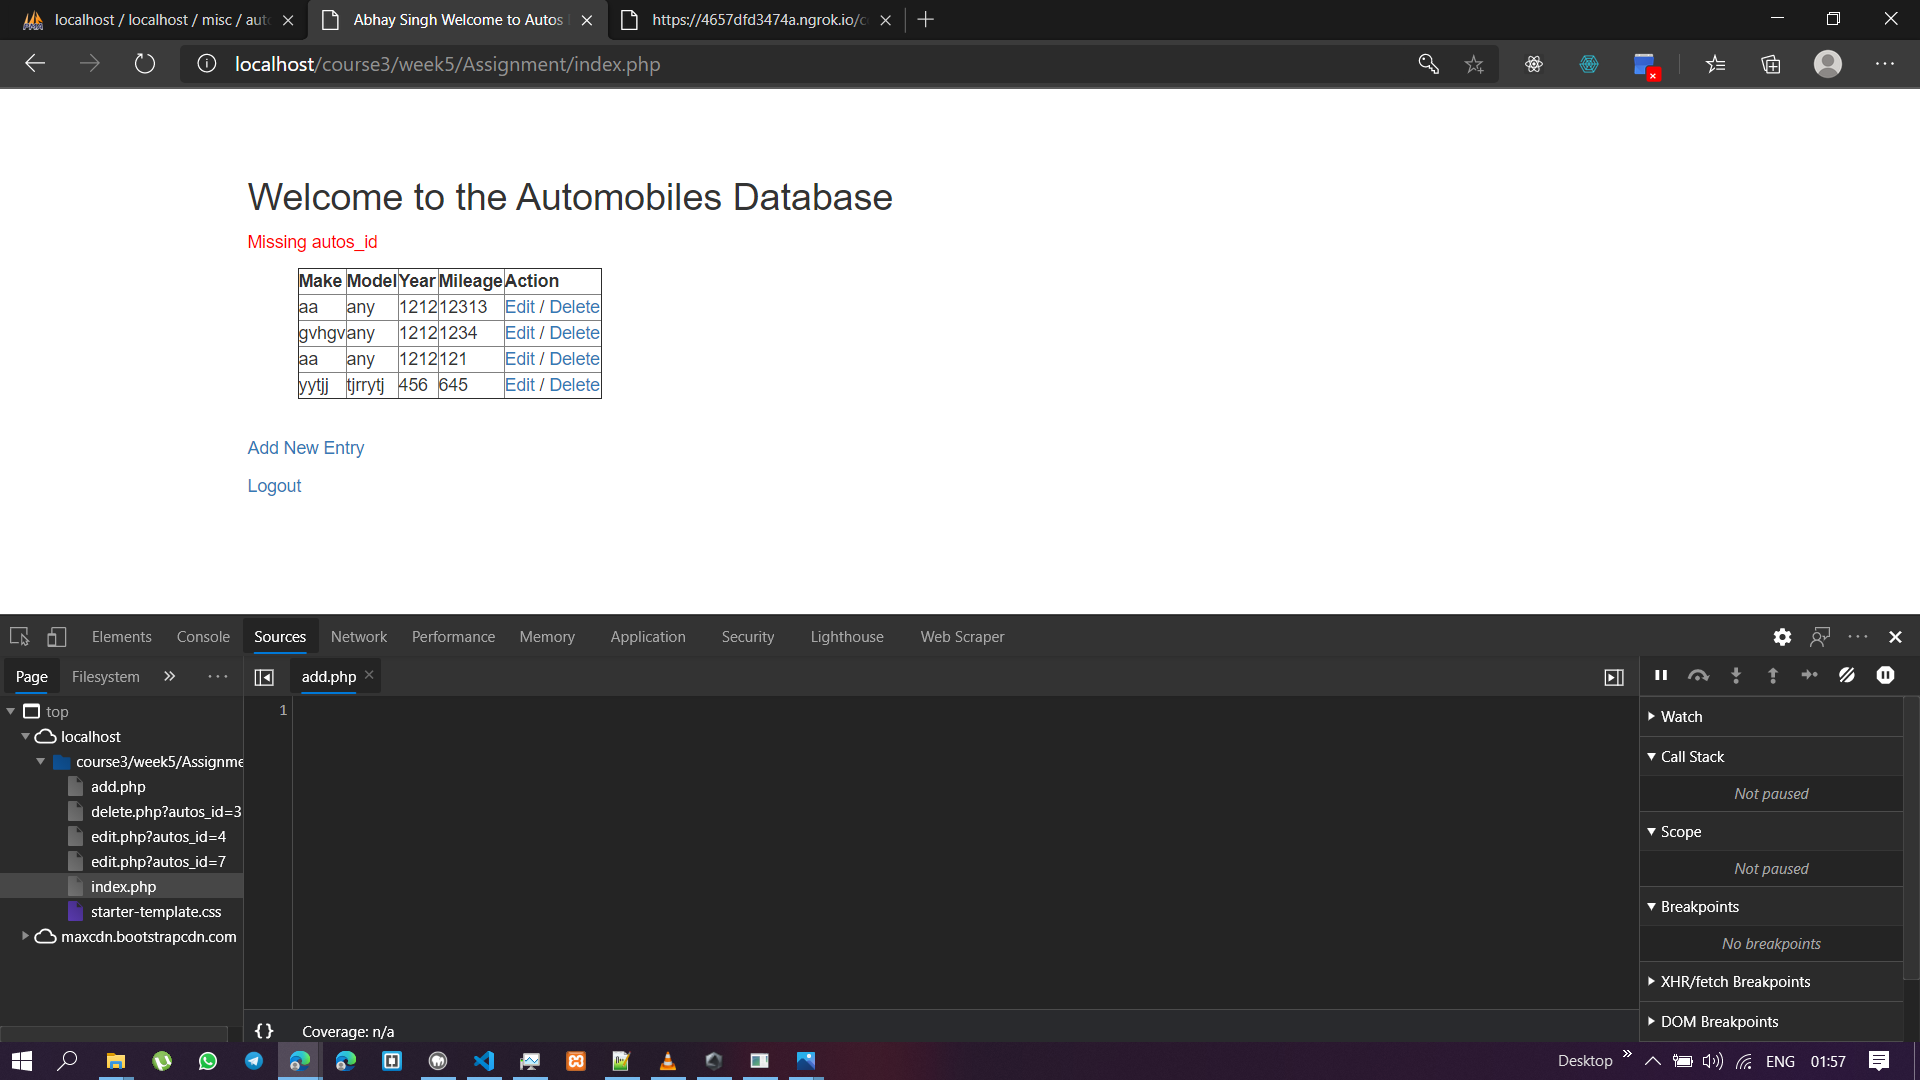 localhost / localhost / misc / auto
Abhay Singh Welcome to Autos
https://4657dfd3474a.ngrok.io/c
localhost/course3/week5/Assignment/index.php
Welcome to the Automobiles Database
Missing autos_id
Make Model Year Mileage Action
aa any 1212 12313 Edit / Delete
gvhgv any 1212 1234 Edit / Delete
aa any 1212 121 Edit / Delete
yytjj tjrrytj 456 645 Edit / Delete
Add New Entry
Logout
Elements Console Sources Network Performance Memory Application Security Lighthouse Web Scraper
Page Filesystem » ···
add.php
1
top
localhost
course3/week5/Assignme
add.php
delete.php?autos_id=3
edit.php?autos_id=4
edit.php?autos_id=7
index.php
starter-template.css
maxcdn.bootstrapcdn.com
{} Coverage: n/a
Watch
Call Stack
Not paused
Scope
Not paused
Breakpoints
No breakpoints
XHR/fetch Breakpoints
DOM Breakpoints
Desktop » ENG 01:57